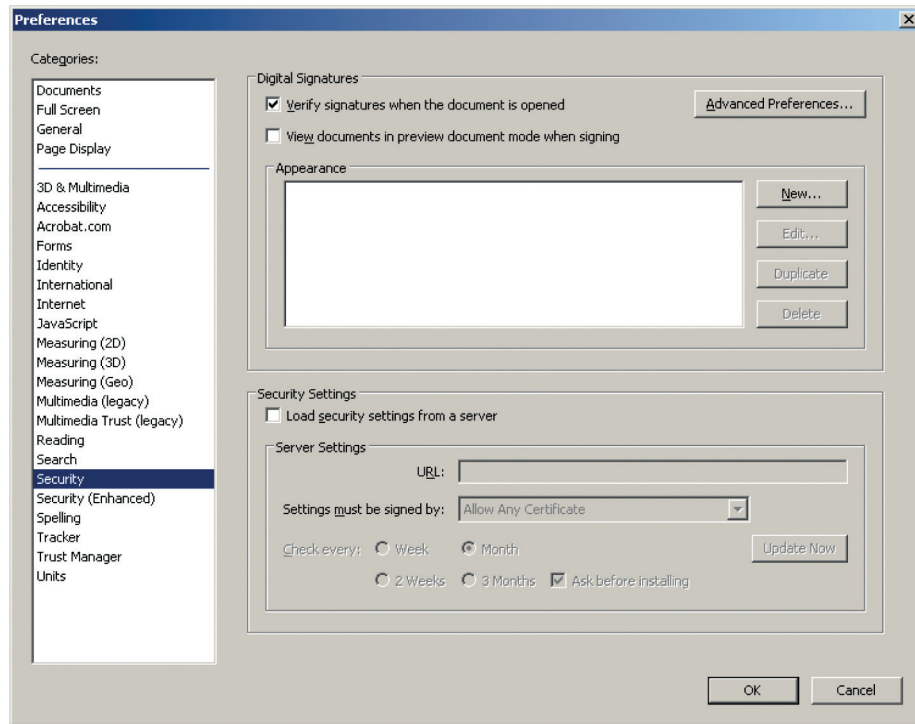 Preferences
Categories:
Documents
Full Screen
General
Page Display
3D & Multimedia
Accessibility
Acrobat.com
Forms
Identity
International
Internet
JavaScript
Measuring (2D)
Measuring (3D)
Measuring (Geo)
Multimedia (legacy)
Multimedia Trust (legacy)
Reading
Search
Security
Security (Enhanced)
Spelling
Tracker
Trust Manager
Units
Digital Signatures
Verify signatures when the document is opened
Advanced Preferences...
View documents in preview document mode when signing
Appearance
New...
Edit...
Duplicate
Delete
Security Settings
Load security settings from a server
Server Settings
URL:
Settings must be signed by: Allow Any Certificate
Check every: Week Month Update Now
2 Weeks 3 Months Ask before installing
OK Cancel